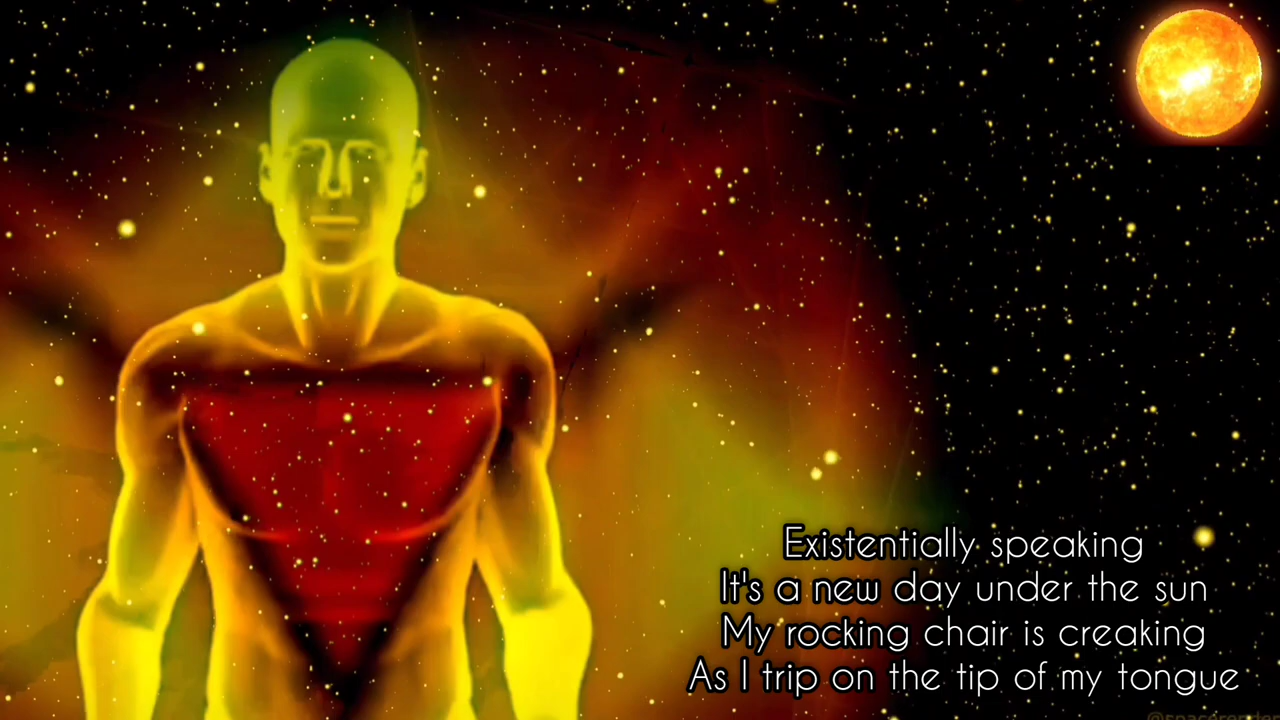 Existentially speaking
It's a new day under the sun
My rocking chair is creaking
As I trip on the tip of my tongue